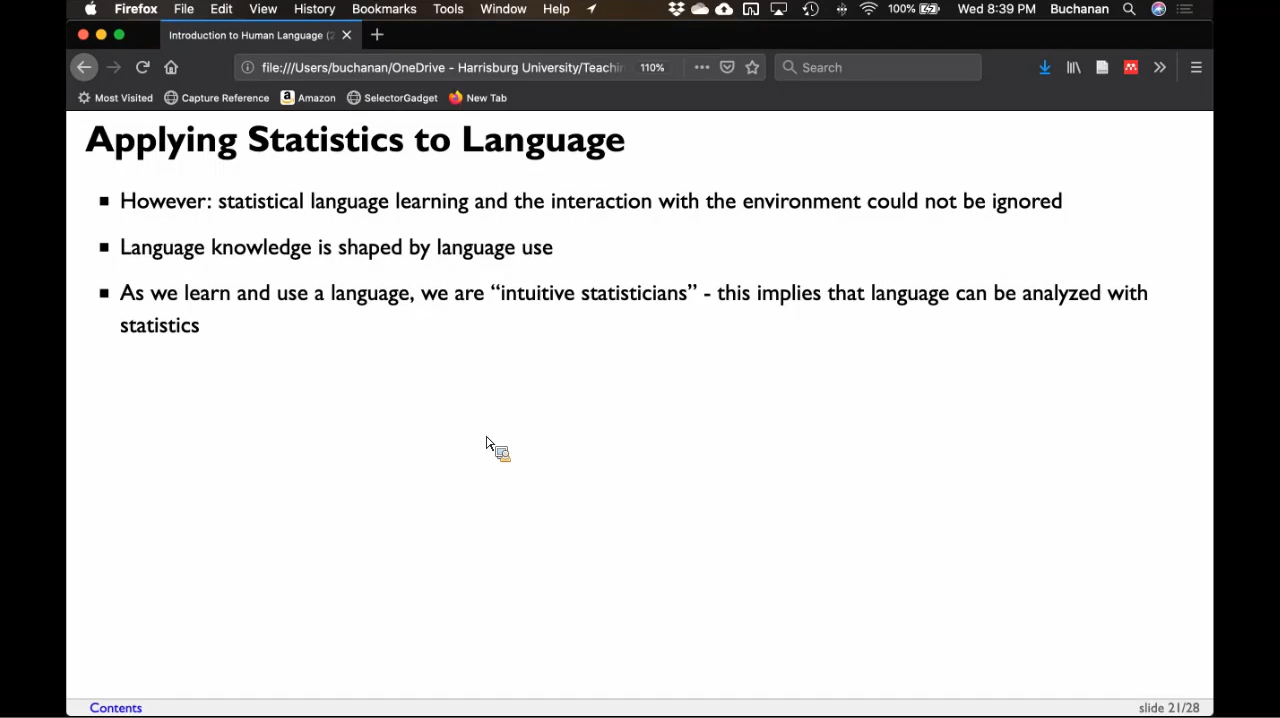 Firefox File Edit View History Bookmarks Tools Window Help 100% Wed 8:39 PM Buchanan
Introduction to Human Language (2
file:///Users/buchanan/OneDrive - Harrisburg University/Teachin 110% Search
Most Visited Capture Reference Amazon SelectorGadget New Tab
Applying Statistics to Language
However: statistical language learning and the interaction with the environment could not be ignored
Language knowledge is shaped by language use
As we learn and use a language, we are “intuitive statisticians” - this implies that language can be analyzed with
statistics
Contents slide 21/28